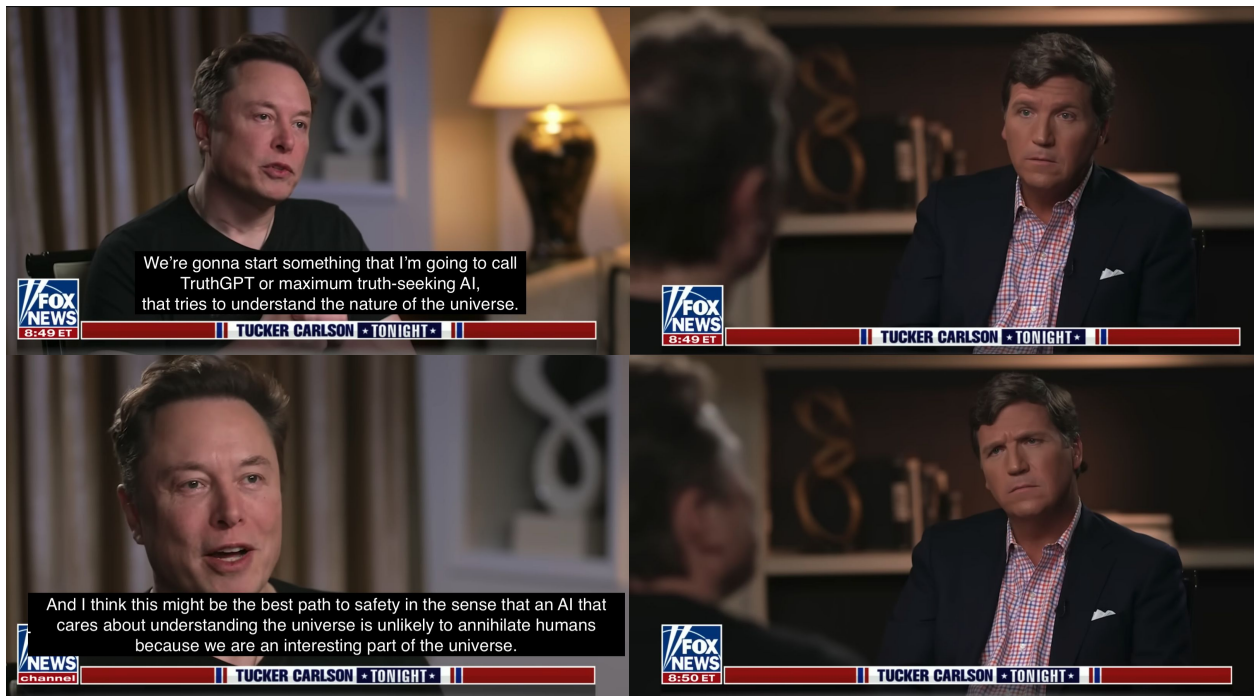 We're gonna start something that I'm going to call
TruthGPT or maximum truth-seeking AI,
that tries to understand the nature of the universe.
FOX
NEWS
8:49 ET
TUCKER CARLSON ★TONIGHT★
FOX
NEWS
8:49 ET
TUCKER CARLSON ★TONIGHT★
And I think this might be the best path to safety in the sense that an AI that
cares about understanding the universe is unlikely to annihilate humans
because we are an interesting part of the universe.
NEWS
channel
TUCKER CARLSON ★TONIGHT★
FOX
NEWS
8:50 ET
TUCKER CARLSON ★TONIGHT★